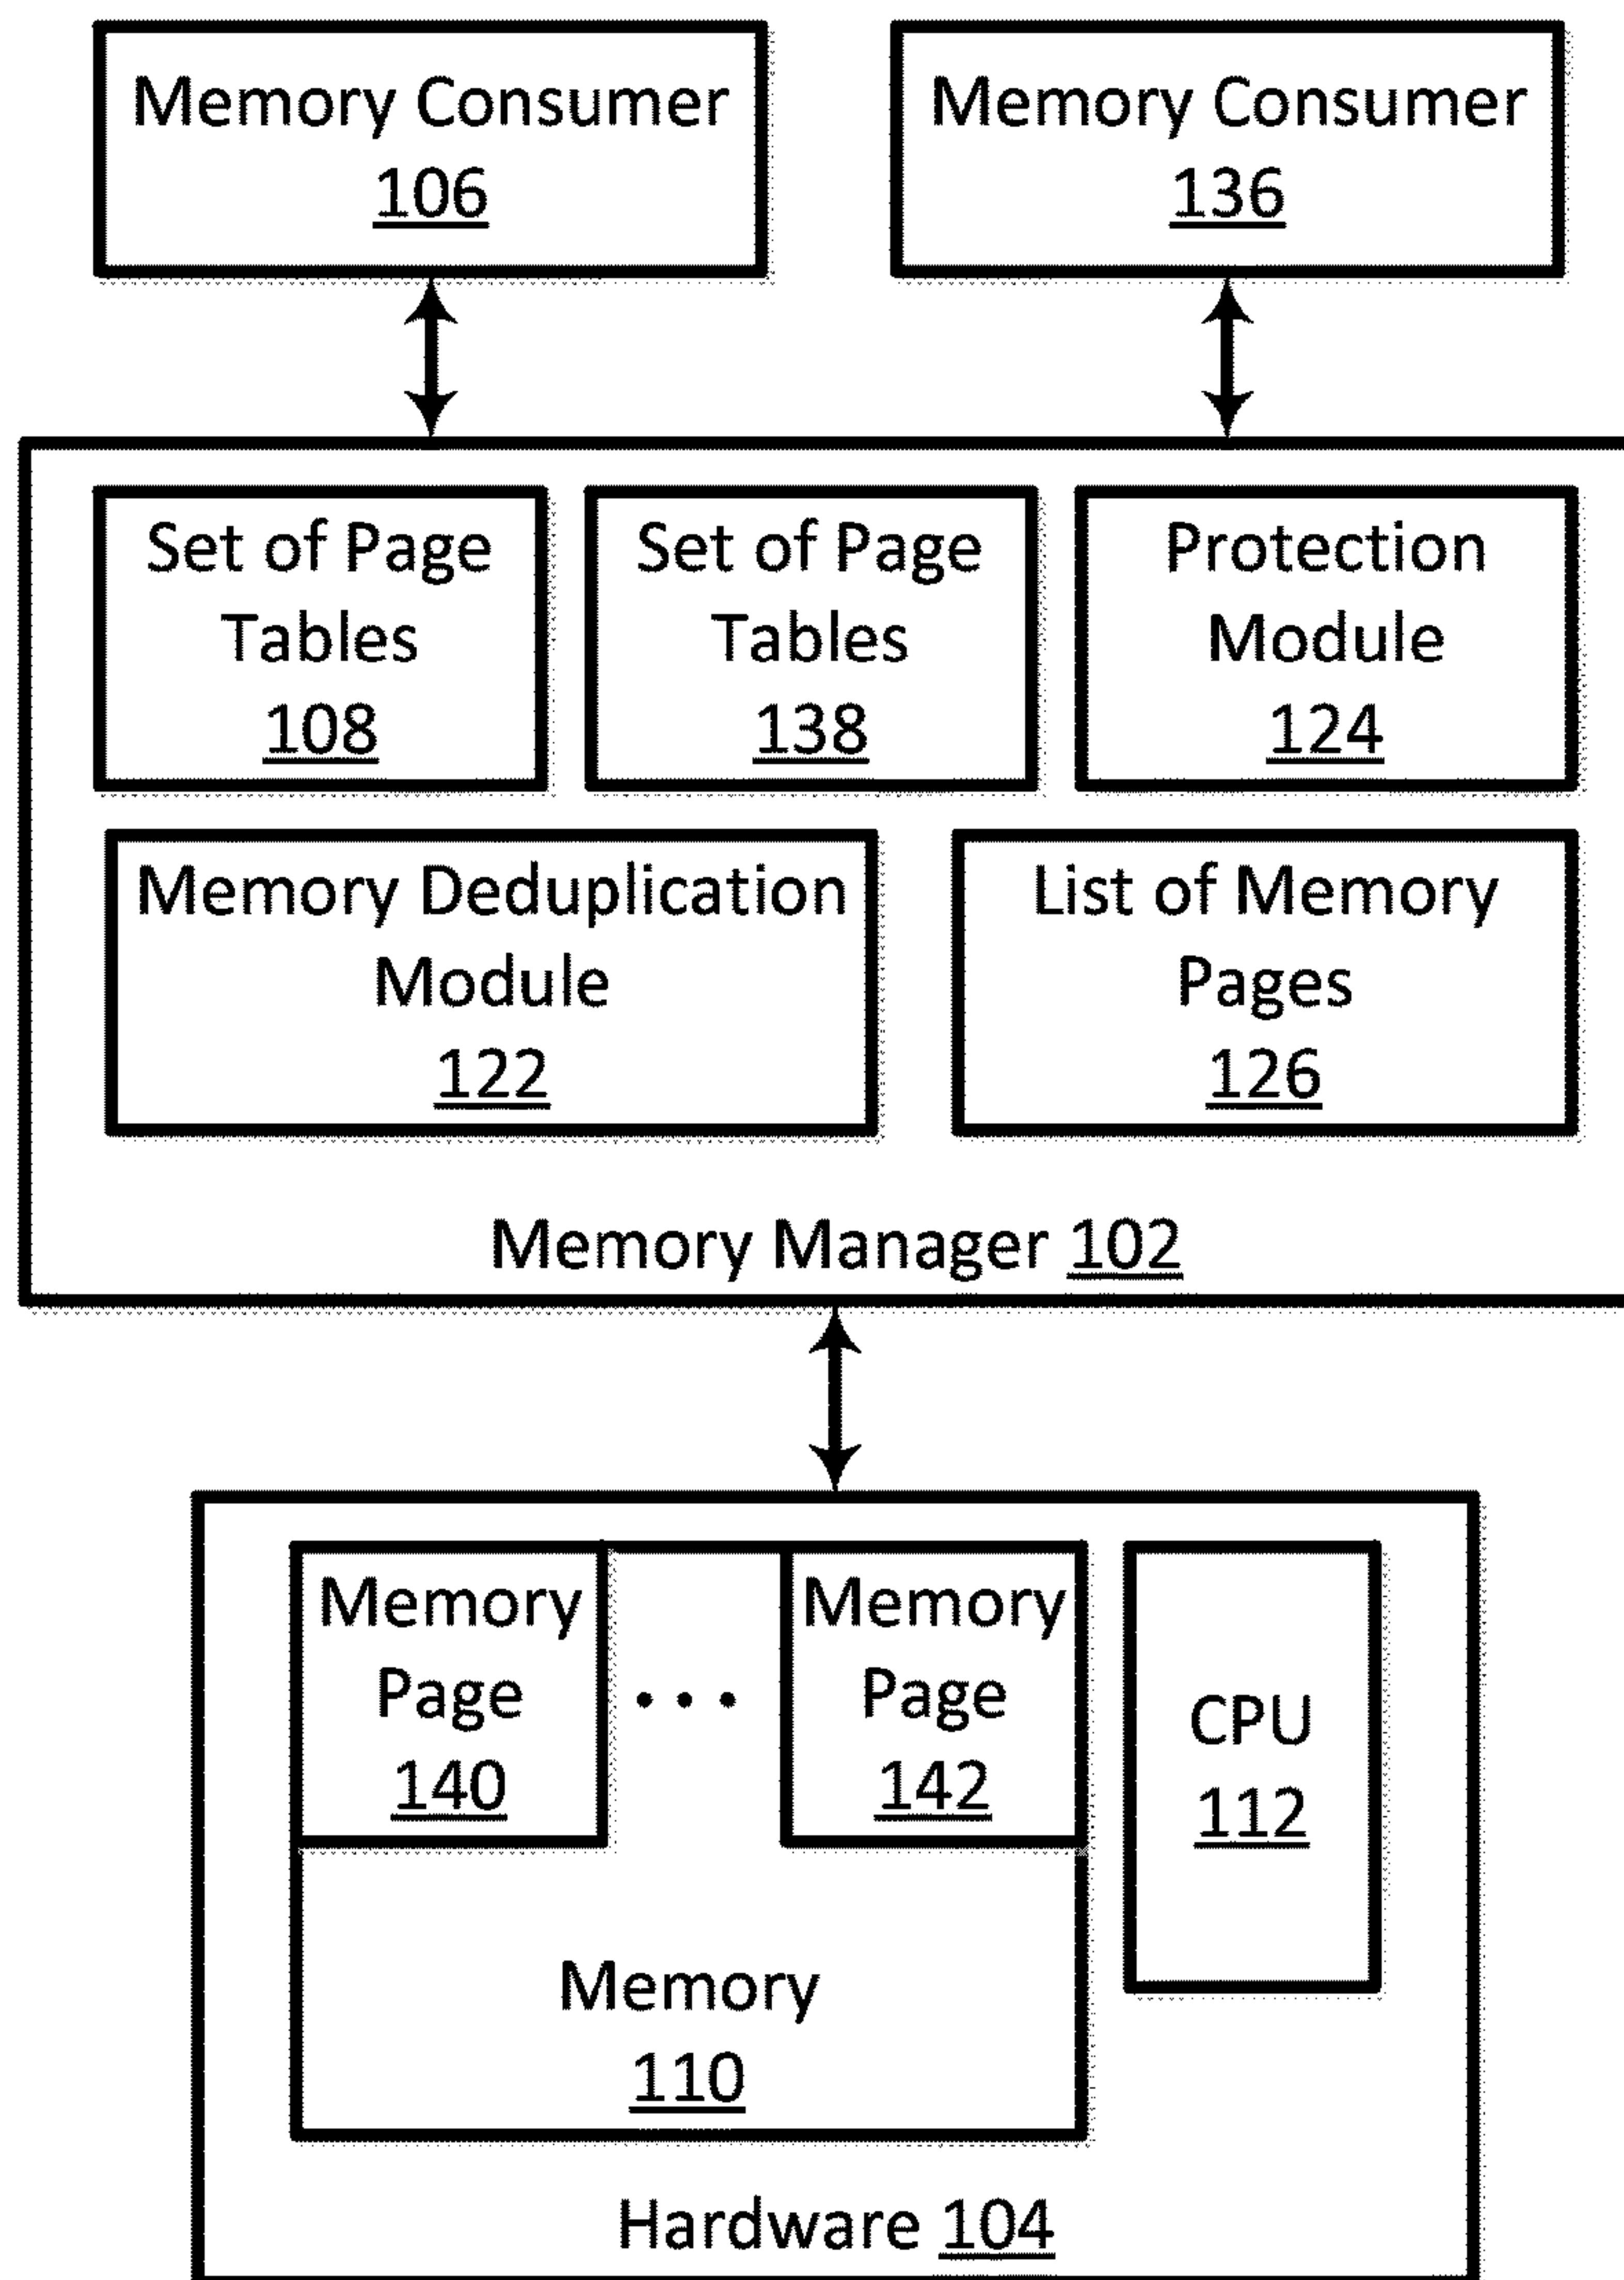 Memory Consumer
106
Memory Consumer
136
Set of Page
Tables
108
Set of Page
Tables
138
Protection
Module
124
Memory Deduplication
Module
122
List of Memory
Pages
126
Memory Manager 102
Memory
Page
140
Memory
Page
142
CPU
112
Memory
110
Hardware 104